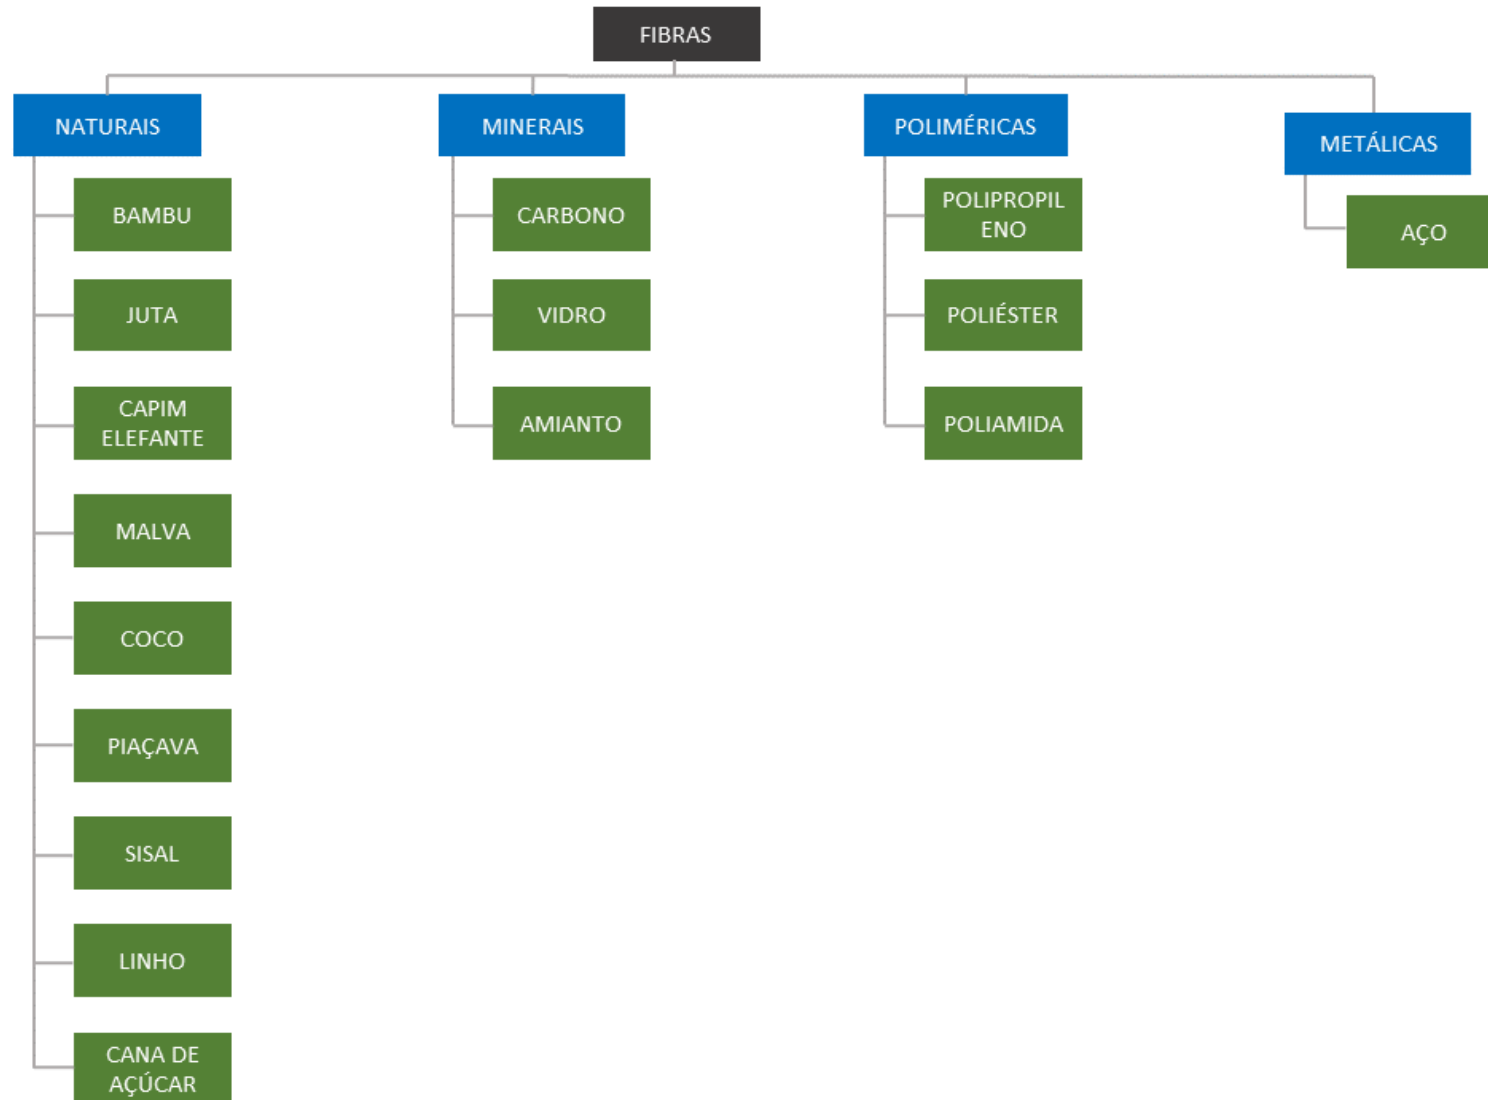 FIBRAS
NATURAIS
BAMBU
JUTA
CAPIM
ELEFANTE
MALVA
COCO
PIAÇAVA
SISAL
LINHO
CANA DE
AÇÚCAR
MINERAIS
CARBONO
VIDRO
AMIANTO
POLIMÉRICAS
POLIPROPIL
ENO
POLIÉSTER
POLIAMIDA
METÁLICAS
AÇO